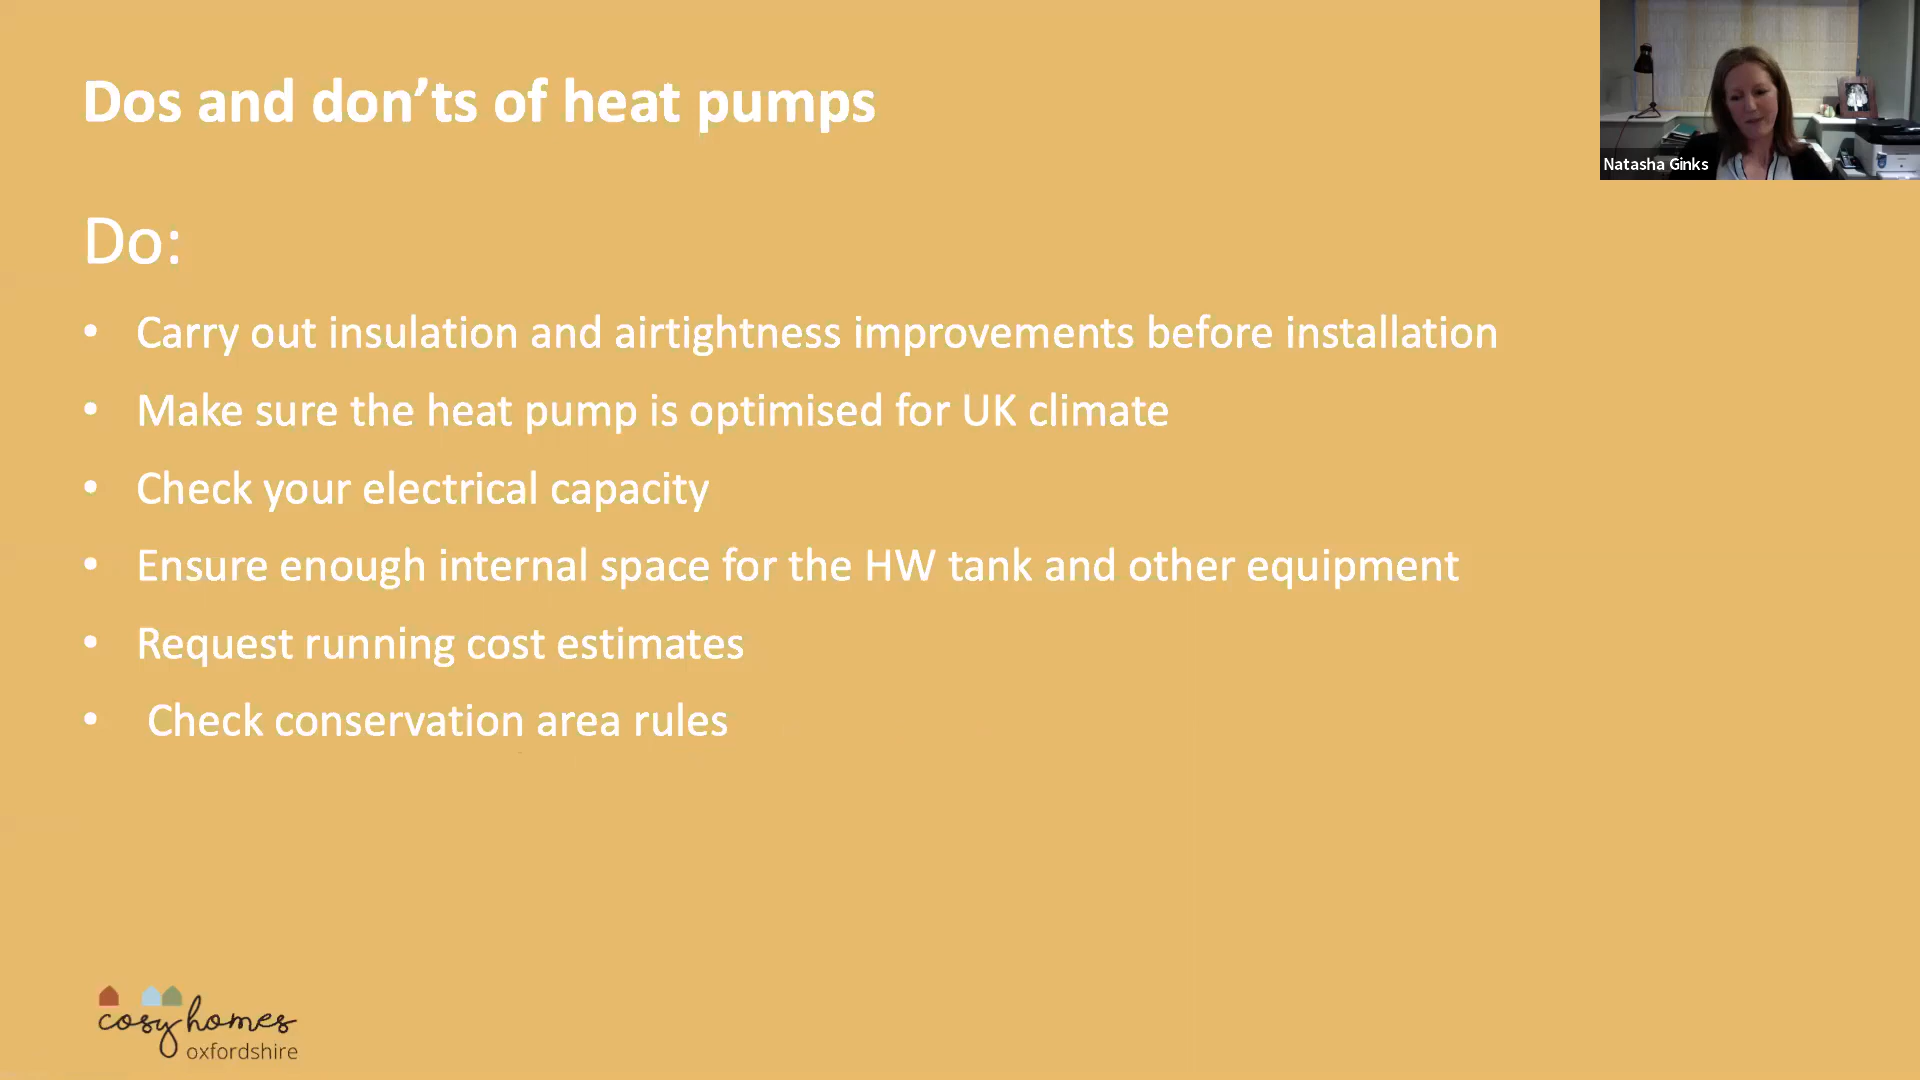 Dos and don'ts of heat pumps
Natasha Ginks
Do:
• Carry out insulation and airtightness improvements before installation
• Make sure the heat pump is optimised for UK climate
• Check your electrical capacity
• Ensure enough internal space for the HW tank and other equipment
• Request running cost estimates
• Check conservation area rules
cosy homes
oxfordshire